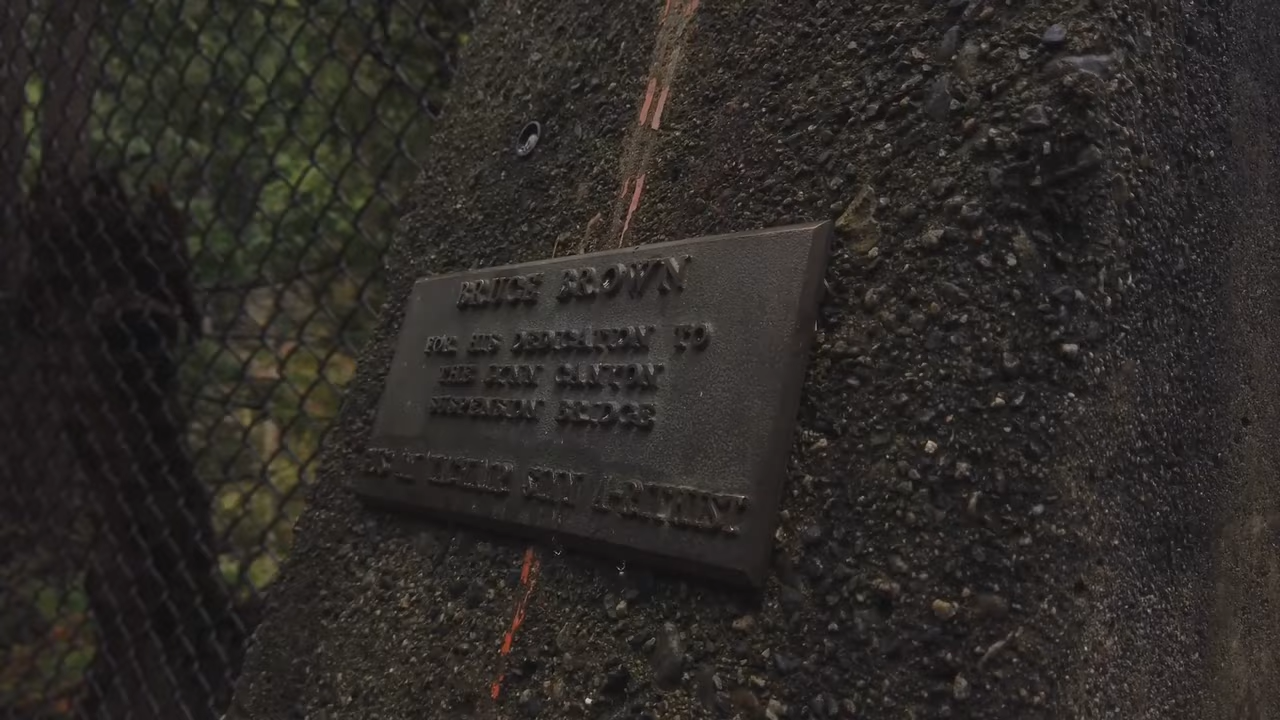 BRUCE BROWN
FOR HIS DEDICATION TO
THE LYNN CANYON
SUSPENSION BRIDGE